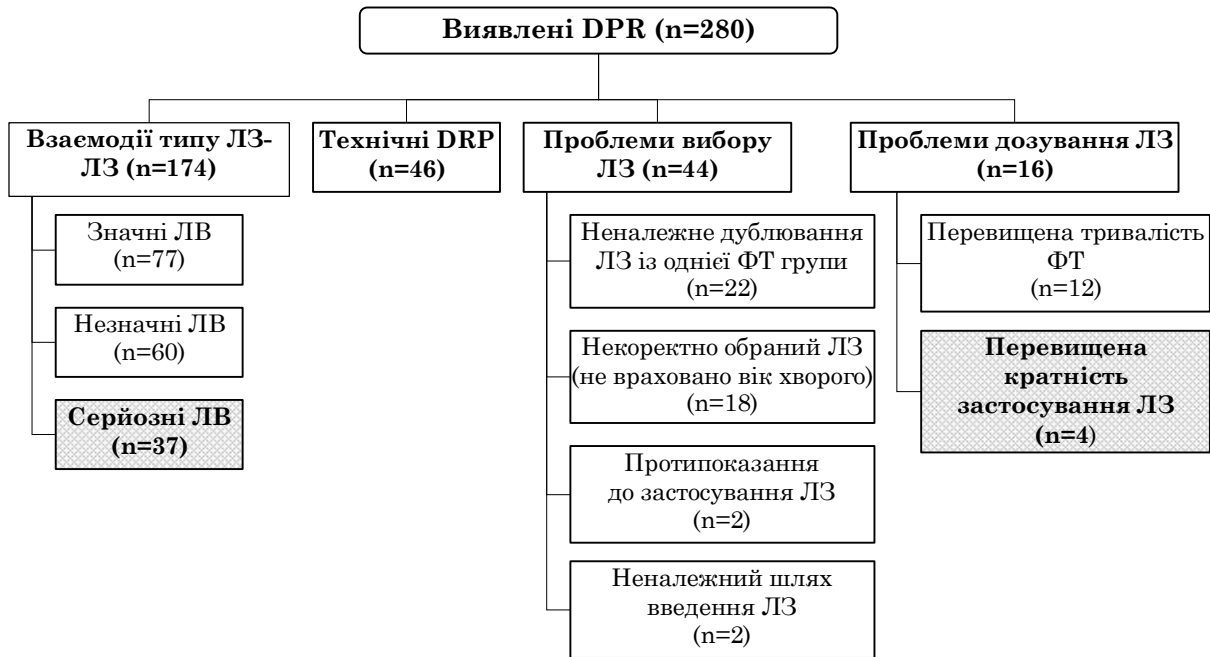 Виявлені DPR (n=280)
Взаємодії типу ЛЗ-
ЛЗ (n=174)
Значні ЛВ
(n=77)
Незначні ЛВ
(n=60)
Серйозні ЛВ
(n=37)
Технічні DRP
(n=46)
Проблеми вибору
ЛЗ (n=44)
Неналежне дублювання
ЛЗ із однієї ФТ групи
(n=22)
Некоректно обраний ЛЗ
(не враховано вік хворого)
(n=18)
Протипоказання
до застосування ЛЗ
(n=2)
Неналежний шлях
введення ЛЗ
(n=2)
Проблеми дозування ЛЗ
(n=16)
Перевищена тривалість
ФТ
(n=12)
Перевищена
кратність
застосування ЛЗ
(n=4)